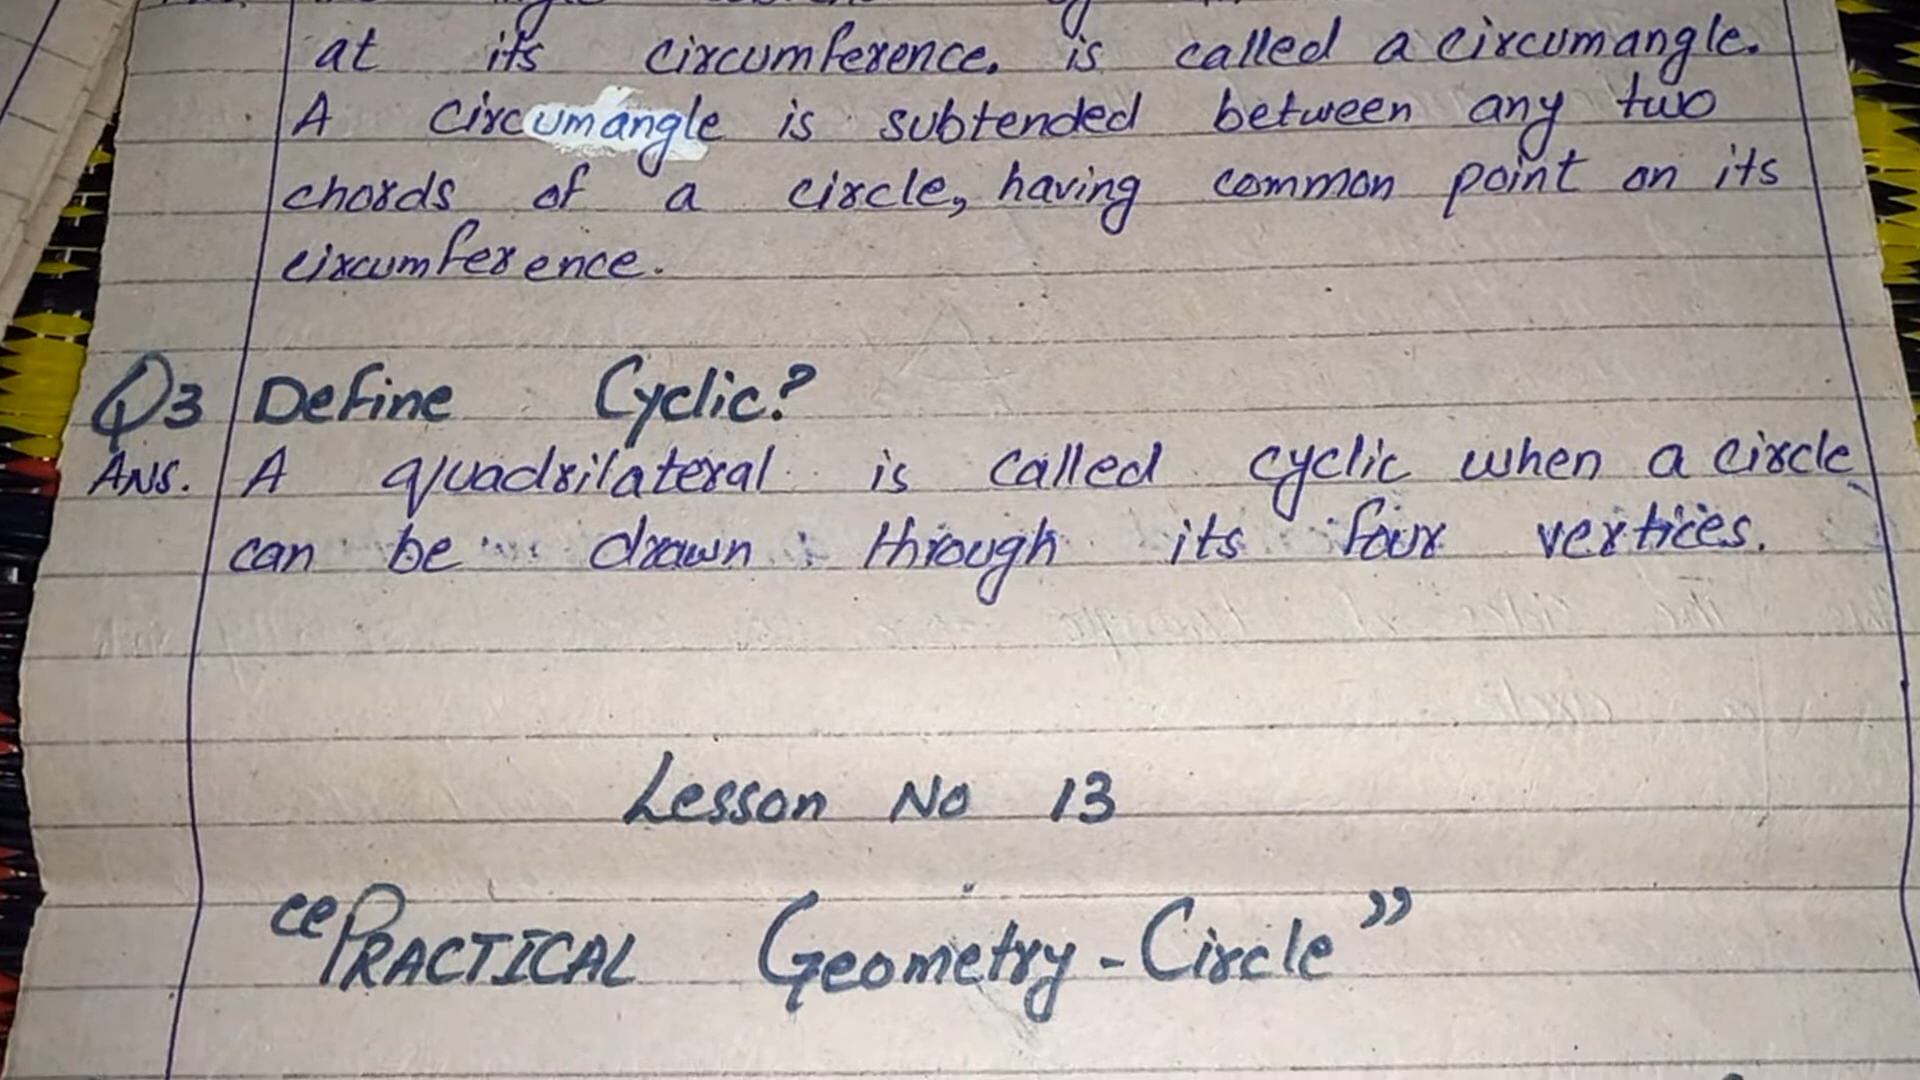 at its circumference. is called a circumangle.
A circumangle is subtended between any two
chords of a circle, having common point on its
circumference.
Q3 Define Cyclic?
Ans. A quadrilateral is called cyclic when a circle
can be drawn through its four vertices.
Lesson No 13
"PRACTICAL Geometry-Circle"